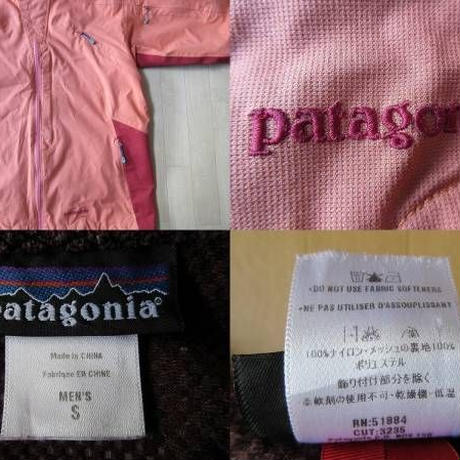 patagon
patagonia®
Made in CHINA
Fabriqué EN CHINE
MEN'S
S
•DO NOT USE FABRIC SOFTENERS
•NE PAS UTILISER D'ASSOUPLISSANT
100%ナイロン・メッシュの裏地100%
ポリエステル
飾り付け部分を除く
※軟剤の使用不可・乾燥機-低温
RN:51884
CUT:3235